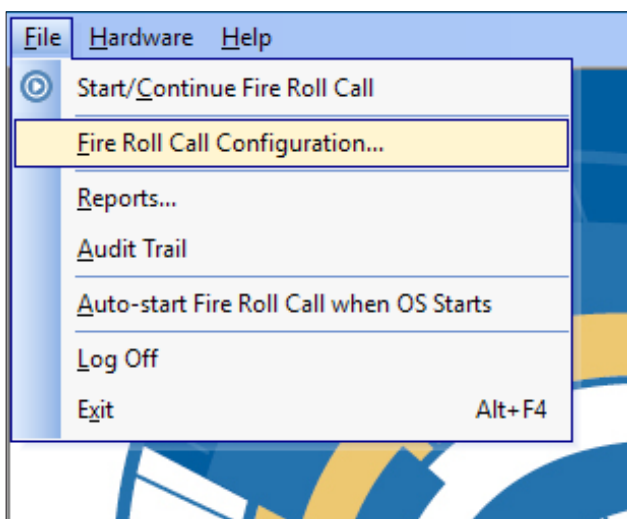 File Hardware Help
Start/Continue Fire Roll Call
Fire Roll Call Configuration...
Reports...
Audit Trail
Auto-start Fire Roll Call when OS Starts
Log Off
Exit Alt+F4